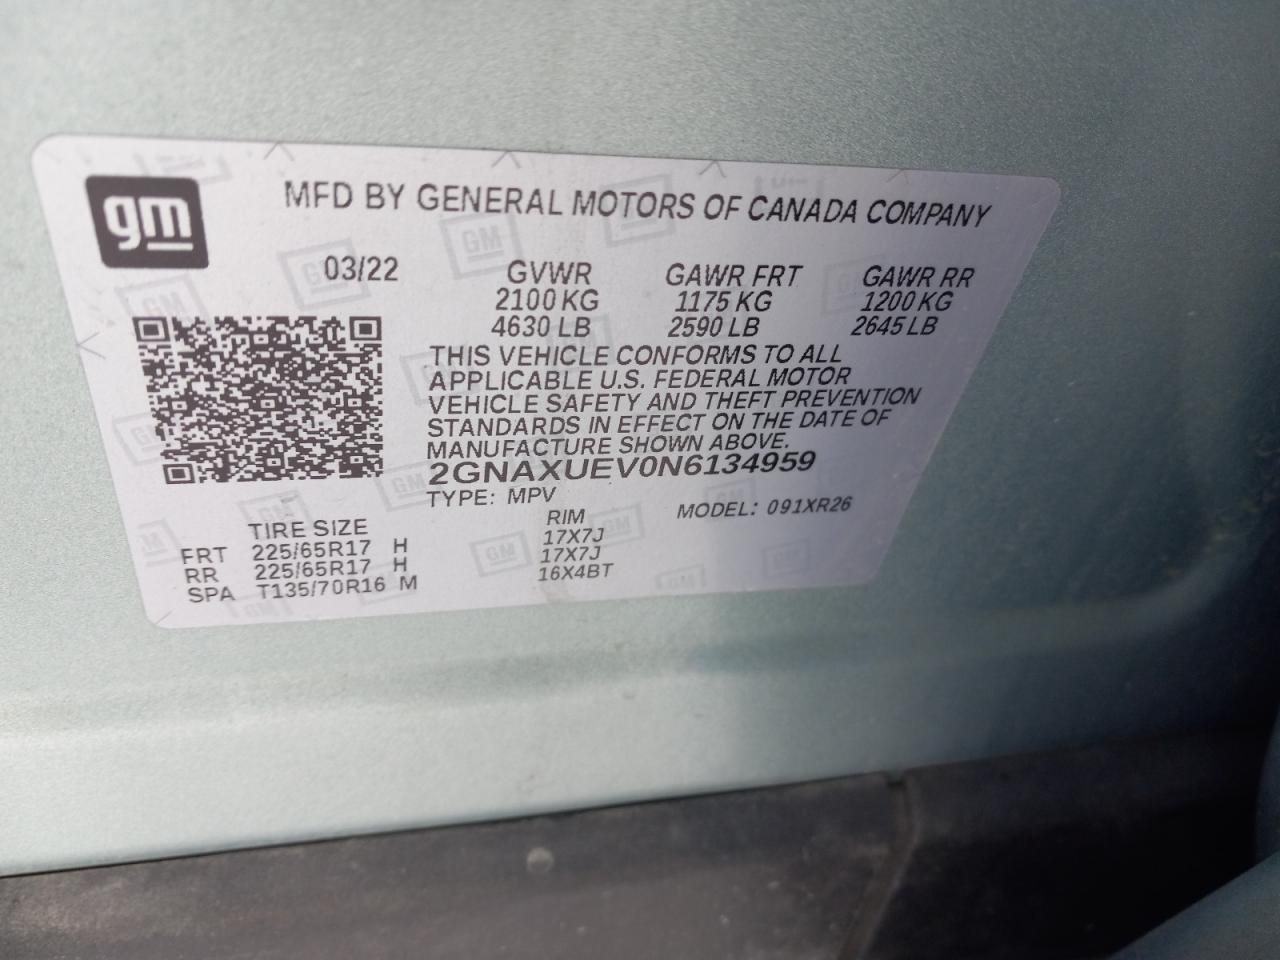 gm
MFD BY GENERAL MOTORS OF CANADA COMPANY
03/22 GVWR GAWR FRT GAWR RR
2100 KG 1175 KG 1200 KG
4630 LB 2590 LB 2645 LB
THIS VEHICLE CONFORMS TO ALL
APPLICABLE U.S. FEDERAL MOTOR
VEHICLE SAFETY AND THEFT PREVENTION
STANDARDS IN EFFECT ON THE DATE OF
MANUFACTURE SHOWN ABOVE.
2GNAXUEV0N6134959
TYPE: MPV MODEL: 091XR26
TIRE SIZE RIM
FRT 225/65R17 H 17X7J
RR 225/65R17 H 17X7J
SPA T135/70R16 M 16X4BT